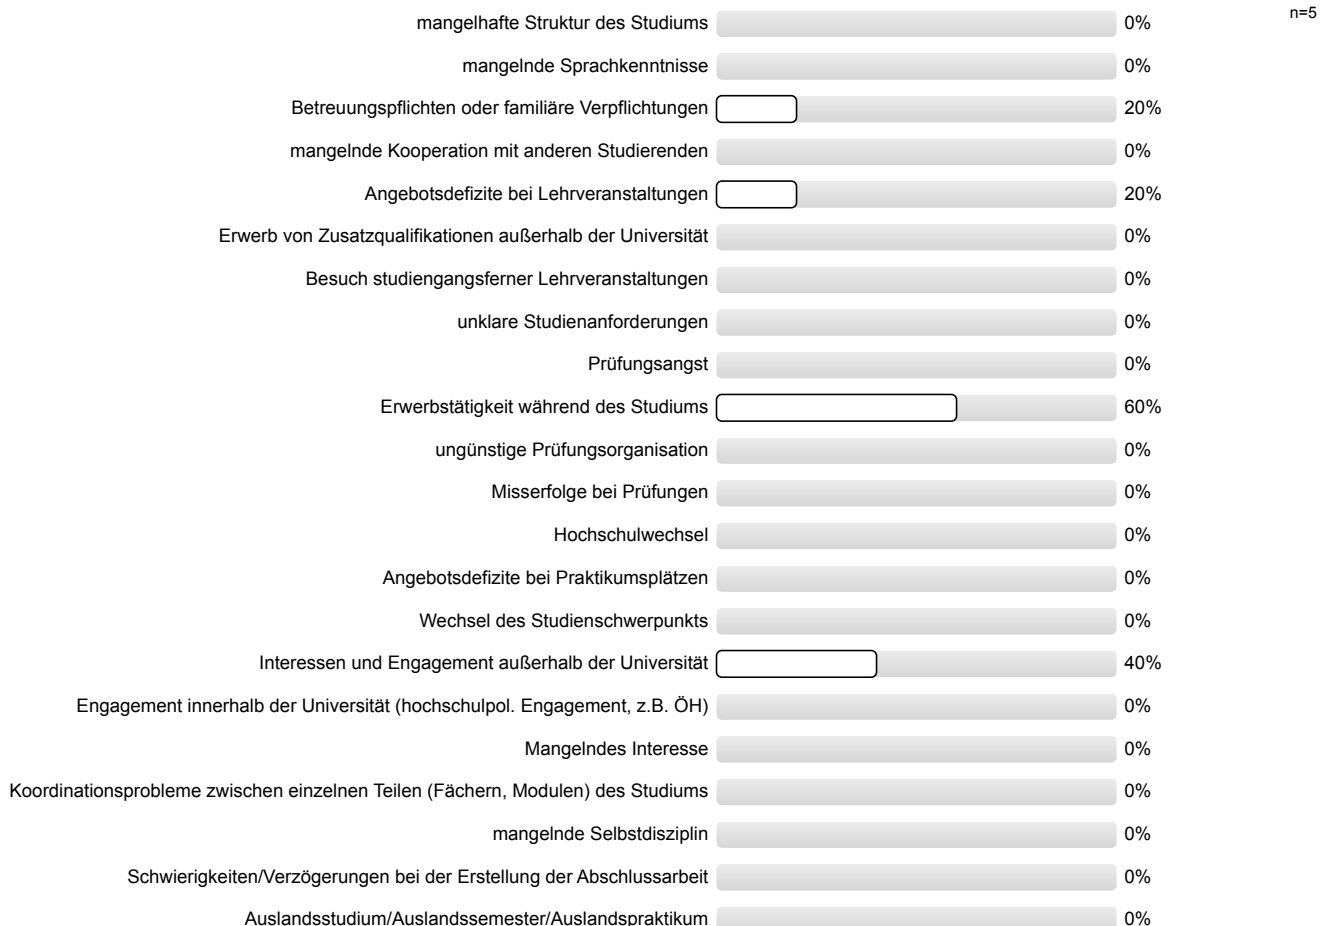 n=5
mangelhafte Struktur des Studiums 0%
mangelnde Sprachkenntnisse 0%
Betreuungspflichten oder familiäre Verpflichtungen 20%
mangelnde Kooperation mit anderen Studierenden 0%
Angebotsdefizite bei Lehrveranstaltungen 20%
Erwerb von Zusatzqualifikationen außerhalb der Universität 0%
Besuch studiengangsferner Lehrveranstaltungen 0%
unklare Studienanforderungen 0%
Prüfungsangst 0%
Erwerbstätigkeit während des Studiums 60%
ungünstige Prüfungsorganisation 0%
Misserfolge bei Prüfungen 0%
Hochschulwechsel 0%
Angebotsdefizite bei Praktikumsplätzen 0%
Wechsel des Studienschwerpunkts 0%
Interessen und Engagement außerhalb der Universität 40%
Engagement innerhalb der Universität (hochschulpol. Engagement, z.B. ÖH) 0%
Mangelndes Interesse 0%
Koordinationsprobleme zwischen einzelnen Teilen (Fächern, Modulen) des Studiums 0%
mangelnde Selbstdisziplin 0%
Schwierigkeiten/Verzögerungen bei der Erstellung der Abschlussarbeit 0%
Auslandsstudium/Auslandssemester/Auslandspraktikum 0%